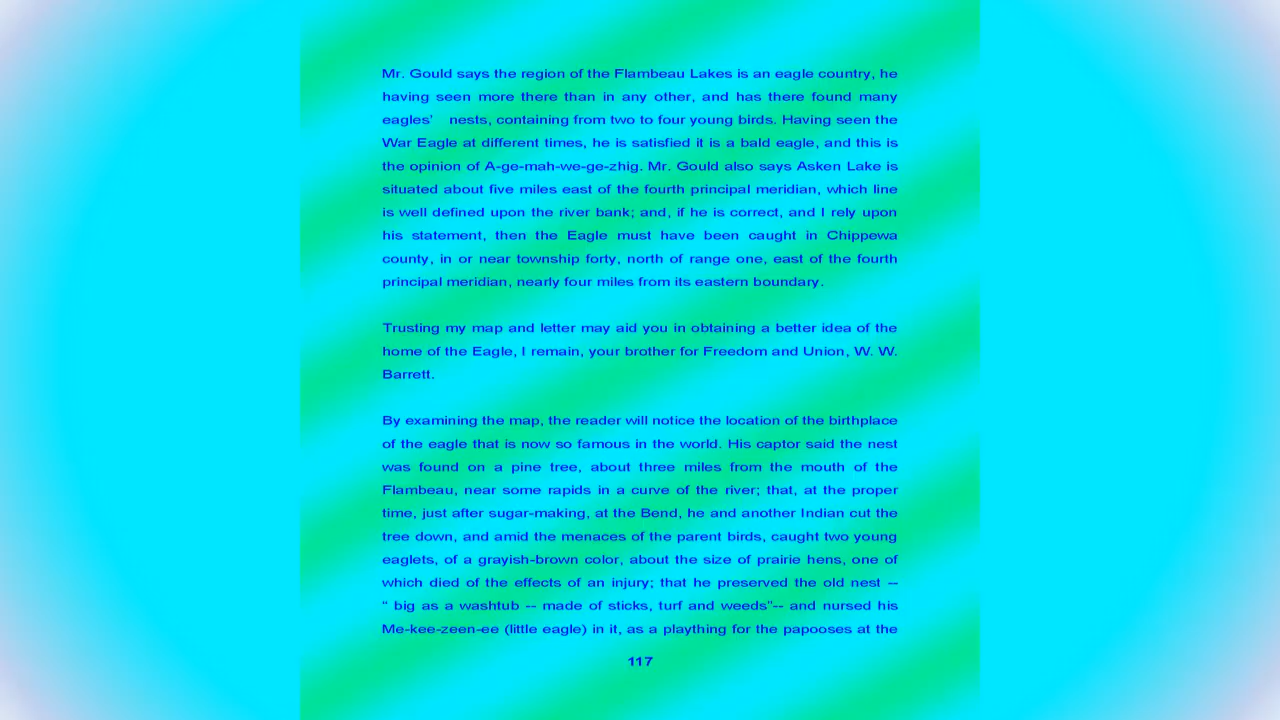 Mr. Gould says the region of the Flambeau Lakes is an eagle country, he
having seen more there than in any other, and has there found many
eagles’ nests, containing from two to four young birds. Having seen the
War Eagle at different times, he is satisfied it is a bald eagle, and this is
the opinion of A-ge-mah-we-ge-zhig. Mr. Gould also says Asken Lake is
situated about five miles east of the fourth principal meridian, which line
is well defined upon the river bank; and, if he is correct, and I rely upon
his statement, then the Eagle must have been caught in Chippewa
county, in or near township forty, north of range one, east of the fourth
principal meridian, nearly four miles from its eastern boundary.
Trusting my map and letter may aid you in obtaining a better idea of the
home of the Eagle, I remain, your brother for Freedom and Union, W. W.
Barrett.
By examining the map, the reader will notice the location of the birthplace
of the eagle that is now so famous in the world. His captor said the nest
was found on a pine tree, about three miles from the mouth of the
Flambeau, near some rapids in a curve of the river; that, at the proper
time, just after sugar-making, at the Bend, he and another Indian cut the
tree down, and amid the menaces of the parent birds, caught two young
eaglets, of a grayish-brown color, about the size of prairie hens, one of
which died of the effects of an injury; that he preserved the old nest --
“ big as a washtub -- made of sticks, turf and weeds”-- and nursed his
Me-kee-zeen-ee (little eagle) in it, as a plaything for the papooses at the
117